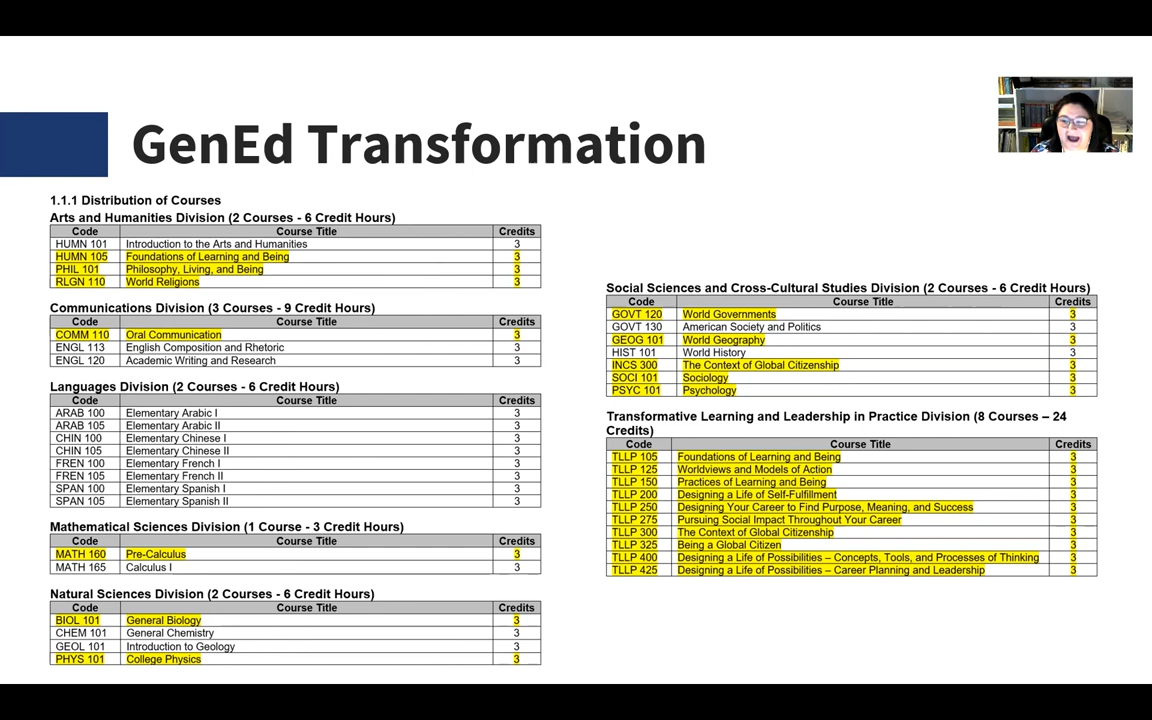 GenEd Transformation
1.1.1 Distribution of Courses
Arts and Humanities Division (2 Courses - 6 Credit Hours)
Code Course Title Credits
HUMN 101 Introduction to the Arts and Humanities 3
HUMN 105 Foundations of Learning and Being 3
PHIL 101 Philosophy, Living, and Being 3
RLGN 110 World Religions 3
Communications Division (3 Courses - 9 Credit Hours)
Code Course Title Credits
COMM 110 Oral Communication 3
ENGL 113 English Composition and Rhetoric 3
ENGL 120 Academic Writing and Research 3
Languages Division (2 Courses - 6 Credit Hours)
Code Course Title Credits
ARAB 100 Elementary Arabic I 3
ARAB 105 Elementary Arabic II 3
CHIN 100 Elementary Chinese I 3
CHIN 105 Elementary Chinese II 3
FREN 100 Elementary French I 3
FREN 105 Elementary French II 3
SPAN 100 Elementary Spanish I 3
SPAN 105 Elementary Spanish II 3
Mathematical Sciences Division (1 Course - 3 Credit Hours)
Code Course Title Credits
MATH 160 Pre-Calculus 3
MATH 165 Calculus I 3
Natural Sciences Division (2 Courses - 6 Credit Hours)
Code Course Title Credits
BIOL 101 General Biology 3
CHEM 101 General Chemistry 3
GEOL 101 Introduction to Geology 3
PHYS 101 College Physics 3
Social Sciences and Cross-Cultural Studies Division (2 Courses - 6 Credit Hours)
Code Course Title Credits
GOVT 120 World Governments 3
GOVT 130 American Society and Politics 3
GEOG 101 World Geography 3
HIST 101 World History 3
INCS 300 The Context of Global Citizenship 3
SOCI 101 Sociology 3
PSYC 101 Psychology 3
Transformative Learning and Leadership in Practice Division (8 Courses – 24
Credits)
Code Course Title Credits
TLLP 105 Foundations of Learning and Being 3
TLLP 125 Worldviews and Models of Action 3
TLLP 150 Practices of Learning and Being 3
TLLP 200 Designing a Life of Self-Fulfillment 3
TLLP 250 Designing Your Career to Find Purpose, Meaning, and Success 3
TLLP 275 Pursuing Social Impact Throughout Your Career 3
TLLP 300 The Context of Global Citizenship 3
TLLP 325 Being a Global Citizen 3
TLLP 400 Designing a Life of Possibilities – Concepts, Tools, and Processes of Thinking 3
TLLP 425 Designing a Life of Possibilities – Career Planning and Leadership 3